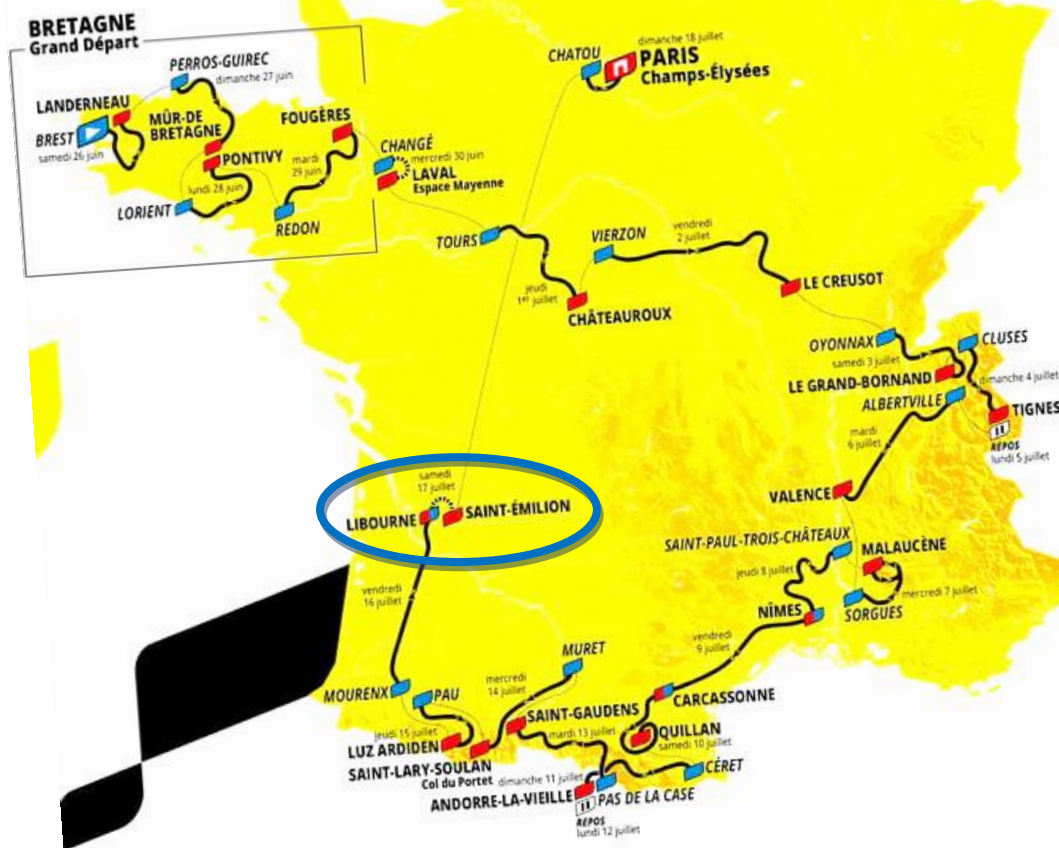 BRETAGNE
Grand Départ
PERROS-GUIREC
dimanche 27 juin
LANDERNEAU
BREST
samedi 26 juin
MÛR-DE
BRETAGNE
PONTIVY
lundi 28 juin
LORIENT
FOUGÈRES
mardi
29 juin
REDON
CHANGÉ
mercredi 30 juin
LAVAL
Espace Mayenne
CHATOU
dimanche 18 juillet
PARIS
Champs-Élysées
TOURS
jeudi
1er juillet
CHÂTEAUROUX
VIERZON
vendredi
2 juillet
LE CREUSOT
OYONNAX
samedi 3 juillet
CLUSES
LE GRAND-BORNAND
dimanche 4 juillet
ALBERTVILLE
TIGNES
REPOS
lundi 5 juillet
mardi
6 juillet
VALENCE
samedi
17 juillet
LIBOURNE
SAINT-ÉMILION
SAINT-PAUL-TROIS-CHÂTEAUX
MALAUCÈNE
jeudi 8 juillet
mercredi 7 juillet
SORGUES
NÎMES
vendredi
16 juillet
vendredi
9 juillet
MURET
mercredi
14 juillet
MOURENX
PAU
CARCASSONNE
SAINT-GAUDENS
jeudi 15 juillet
mardi 13 juillet
QUILLAN
samedi 10 juillet
LUZ ARDIDEN
SAINT-LARY-SOULAN
Col du Portet
dimanche 11 juillet
CÉRET
ANDORRE-LA-VIEILLE
PAS DE LA CASE
REPOS
lundi 12 juillet